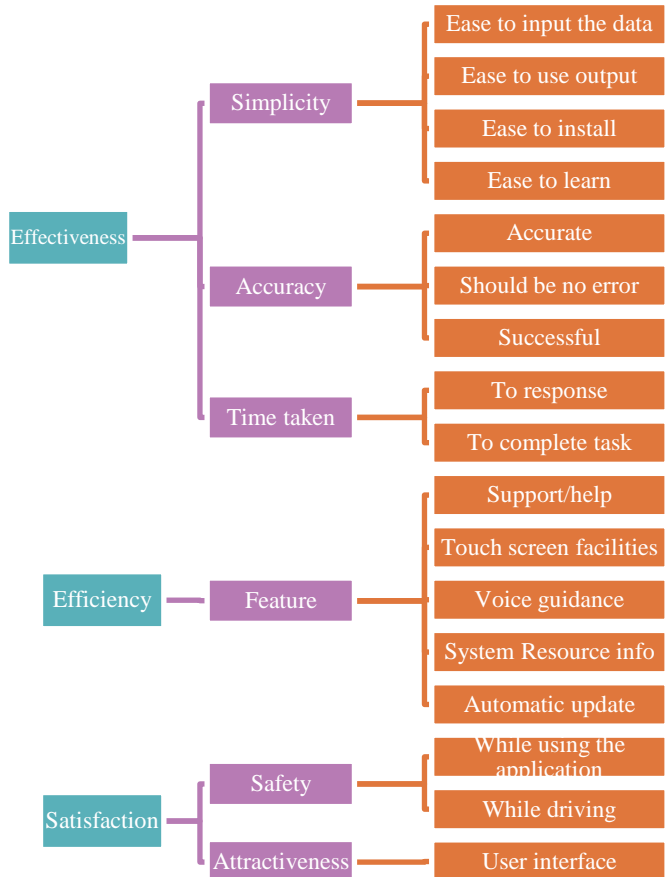 Effectiveness
Simplicity
Ease to input the data
Ease to use output
Ease to install
Ease to learn
Accuracy
Accurate
Should be no error
Successful
Time taken
To response
To complete task
Efficiency
Feature
Support/help
Touch screen facilities
Voice guidance
System Resource info
Automatic update
Satisfaction
Safety
While using the
application
While driving
Attractiveness
User interface